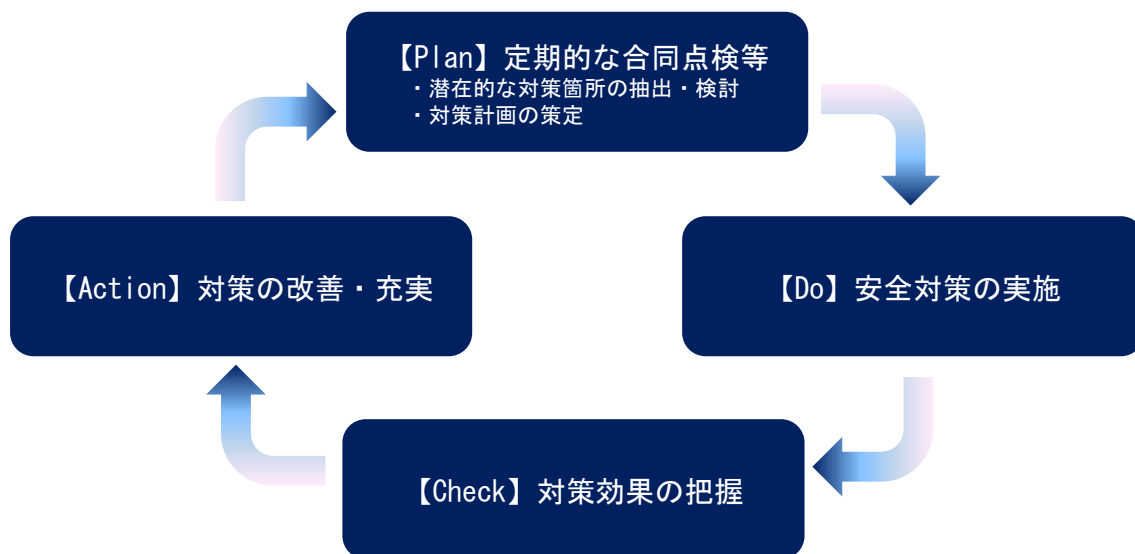 【Plan】定期的な合同点検等
・潜在的な対策箇所の抽出・検討
・対策計画の策定
【Do】安全対策の実施
【Check】対策効果の把握
【Action】対策の改善・充実